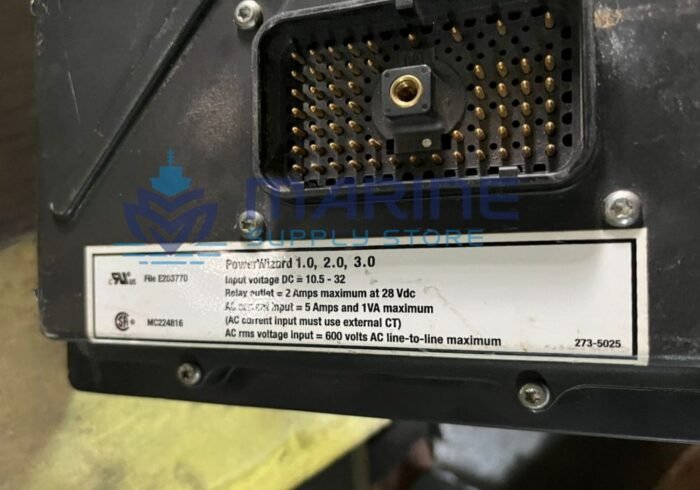 MARINE
SUPPLY STORE
PowerWizard 1.0, 2.0, 3.0
File E203770
Input voltage DC = 10.5 - 32
Relay outlet = 2 Amps maximum at 28 Vdc
AC current input = 5 Amps and 1VA maximum
MC224816
(AC current input must use external CT)
AC rms voltage input = 600 volts AC line-to-line maximum
273-5025